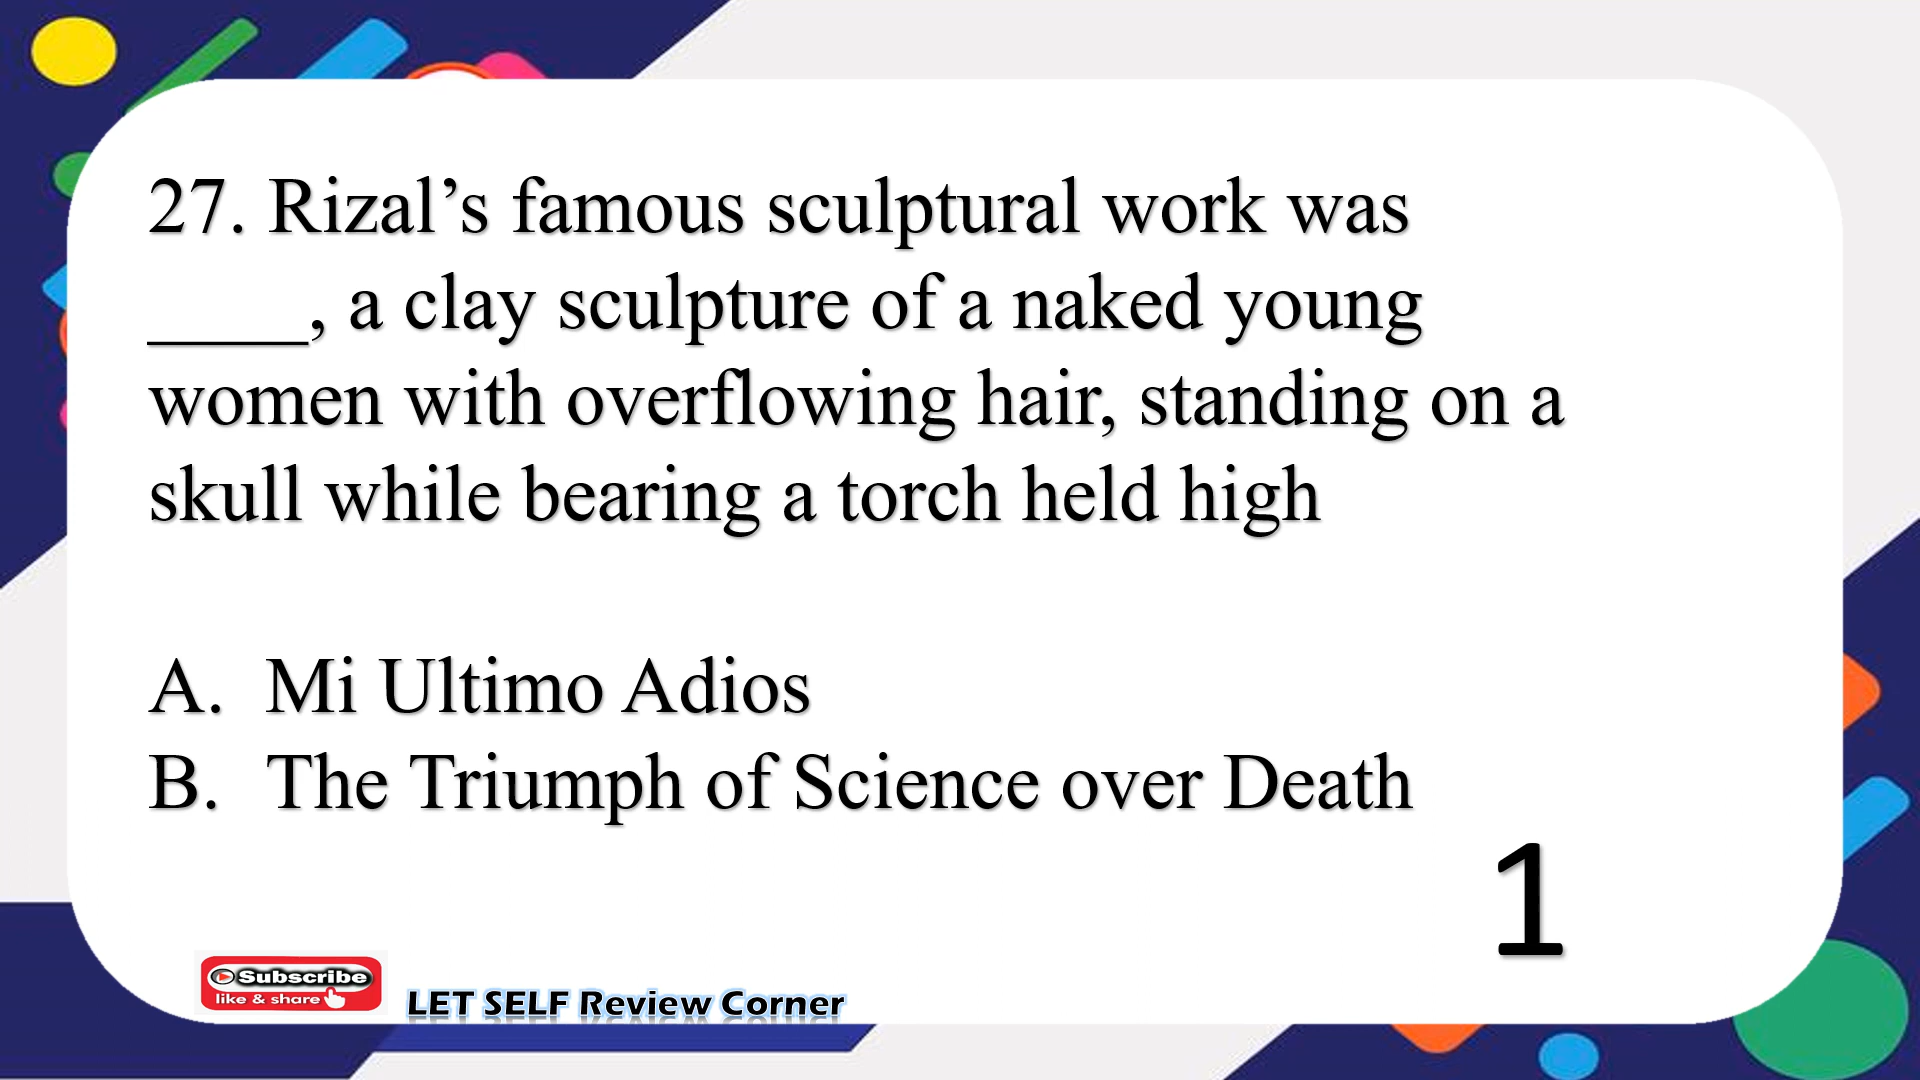 27. Rizal’s famous sculptural work was
____, a clay sculpture of a naked young
women with overflowing hair, standing on a
skull while bearing a torch held high
A. Mi Ultimo Adios
B. The Triumph of Science over Death
1
Subscribe
like & share
LET SELF Review Corner